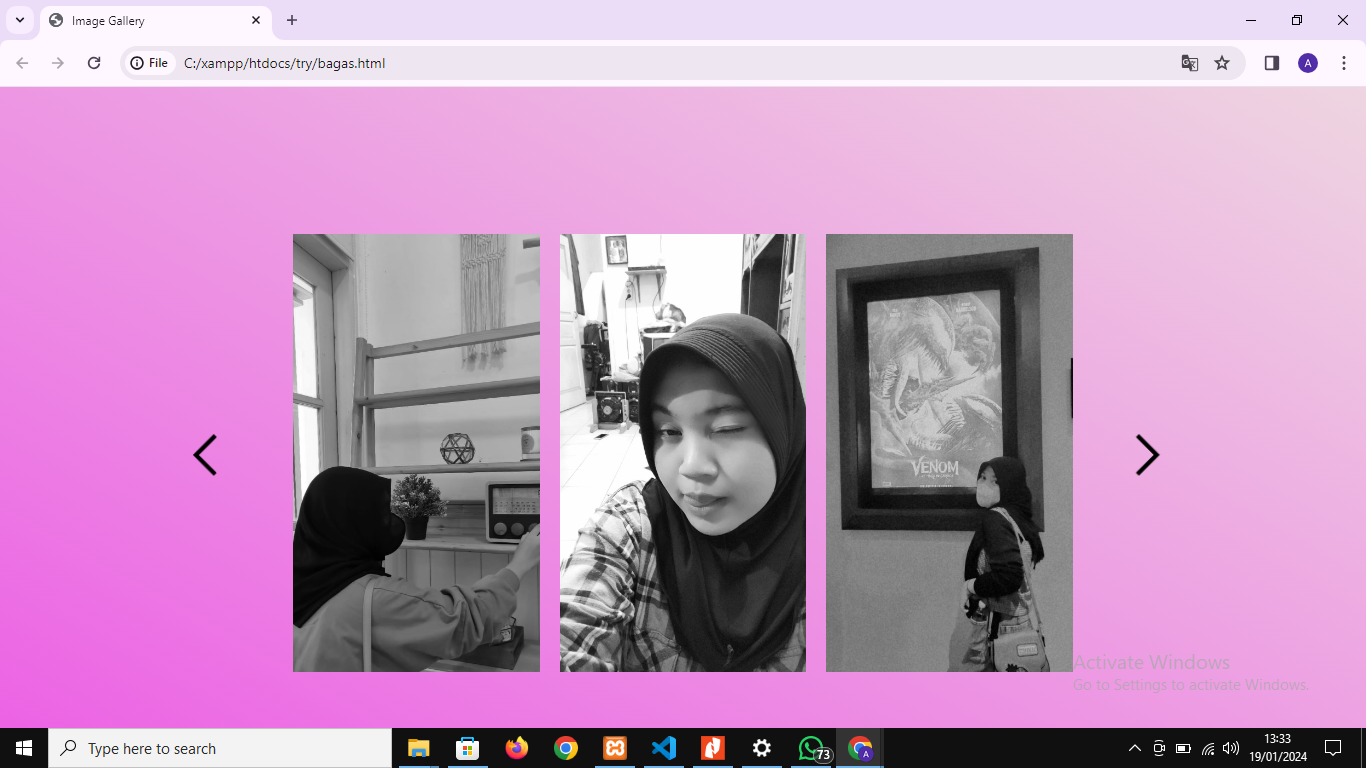 Image Gallery
File
C:/xampp/htdocs/try/bagas.html
A
VENOM
Activate Windows
Go to Settings to activate Windows.
Type here to search
73
A
13:33
19/01/2024